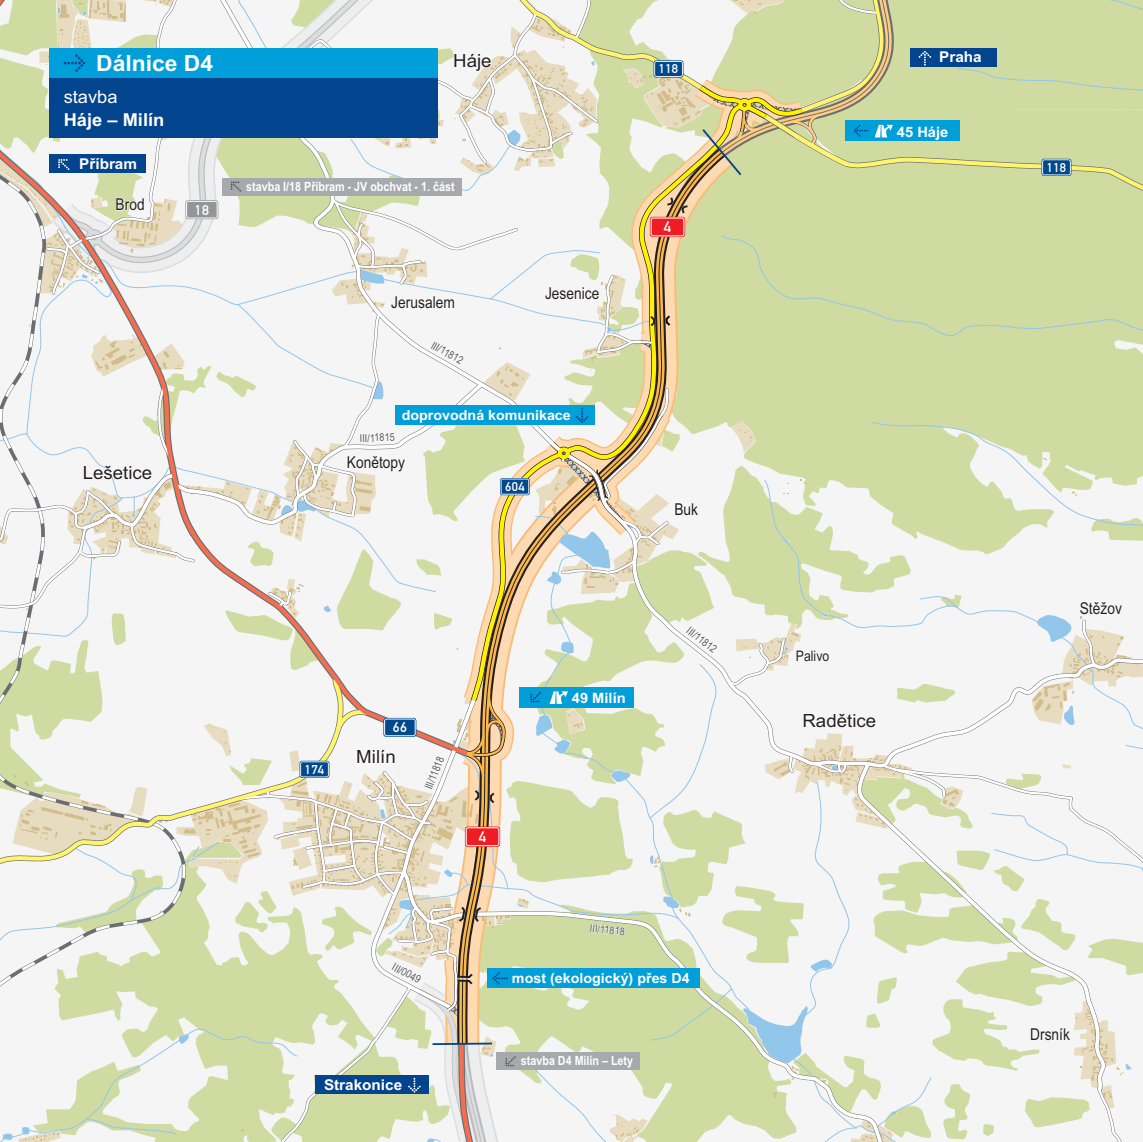 Dálnice D4
stavba
Háje – Milín
Háje
118
Praha
45 Háje
118
Příbram
stavba I/18 Příbram - JV obchvat - 1. část
18
Brod
4
Jerusalem
Jesenice
III/11812
doprovodná komunikace
III/11815
Konětopy
Lešetice
604
Buk
III/11812
Stěžov
Palivo
49 Milín
66
Radětice
Milín
174
III/11818
4
III/11818
III/0049
most (ekologický) přes D4
Drsník
stavba D4 Milín – Lety
Strakonice